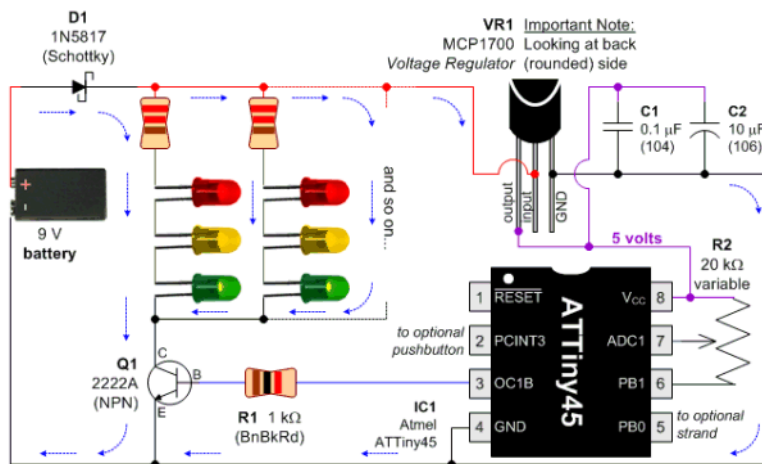 D1
1N5817
(Schottky)
VR1
MCP1700
Voltage Regulator
Important Note:
Looking at back
(rounded) side
C1
0.1 µF
(104)
C2
10 µF
(106)
+
-
9 V
battery
and so on...
output
input
GND
5 volts
R2
20 kΩ
variable
1
RESET
VCC
8
to optional
pushbutton
2
PCINT3
ADC1
7
3
OC1B
PB1
6
4
GND
PB0
5
ATTiny45
to optional
strand
IC1
Atmel
ATTiny45
Q1
2222A
(NPN)
C
B
E
R1 1 kΩ
(BnBkRd)